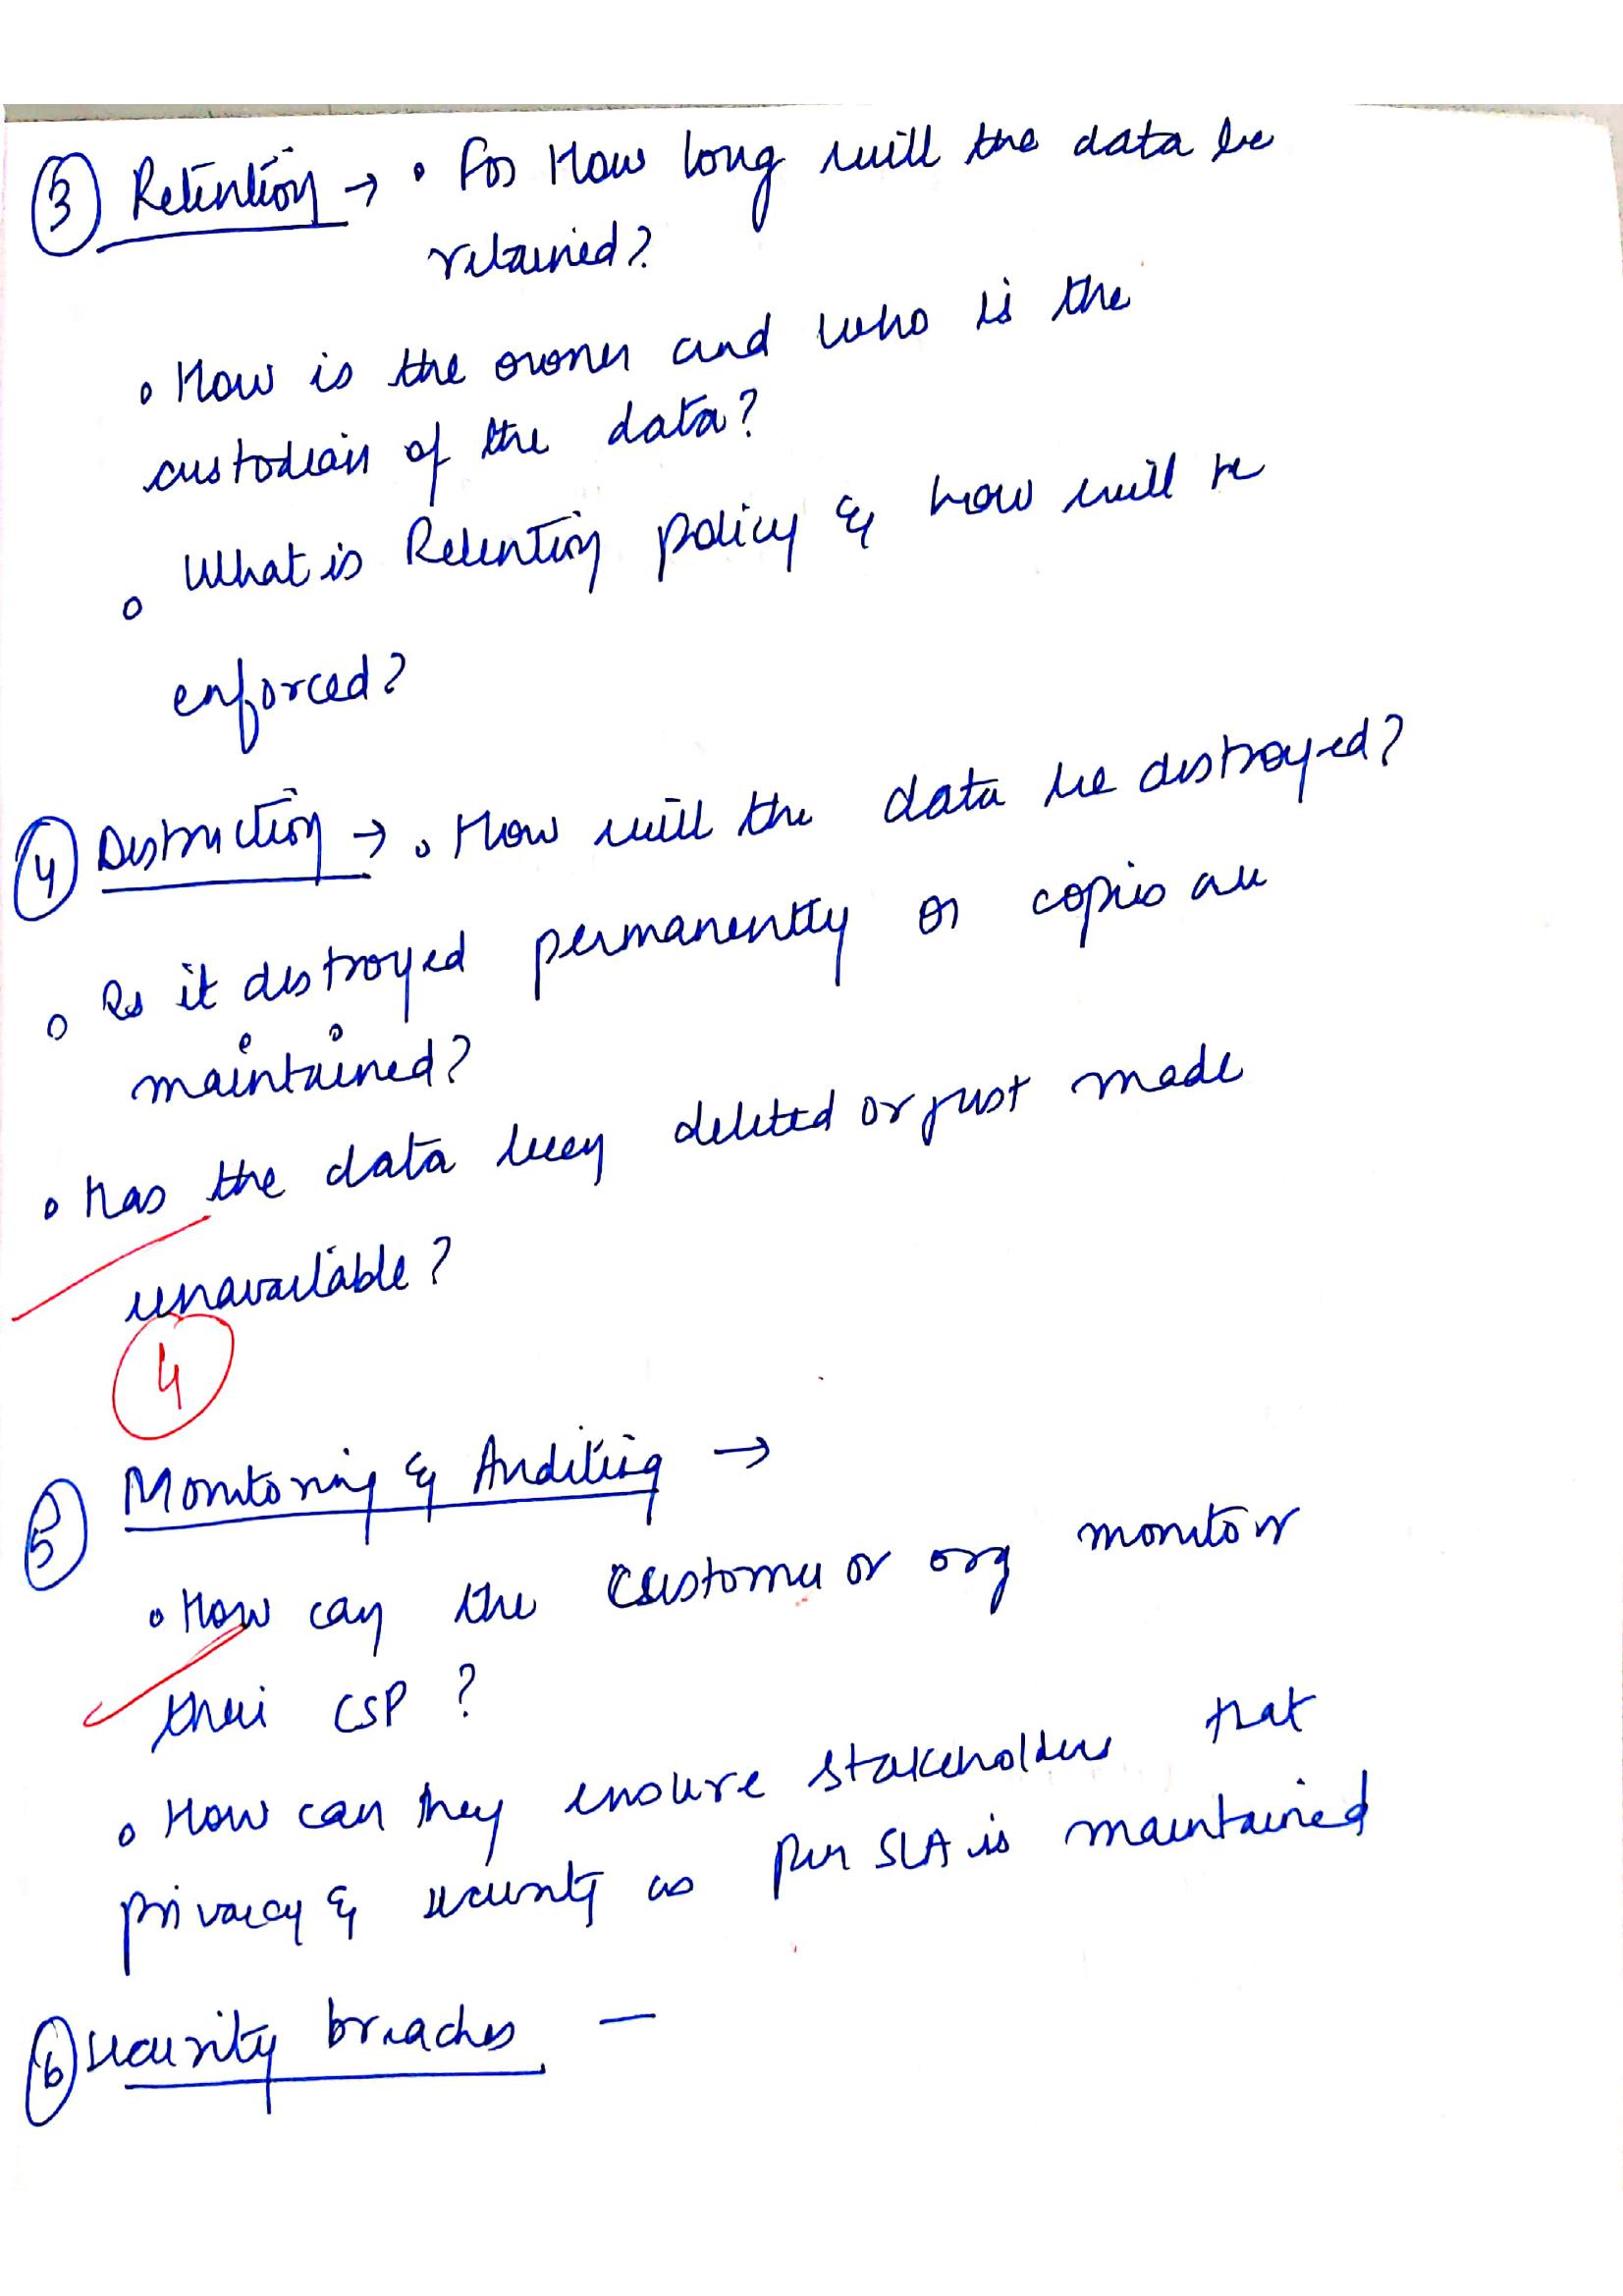 ③ Retention → • For How long will the data be
retained?
• How is the owner and who is the
custodian of the data?
• What is Retention policy & how will be
enforced?
④ Destruction → • How will the data be destroyed?
• Is it destroyed permanently or copies are
maintained?
• Has the data been deleted or just made
unavailable?
4
⑤ Monitoring & Auditing →
• How can the customer or org monitor
their CSP?
• How can they ensure stakeholders that
privacy & security as per SLA is maintained
⑥ Security breaches —